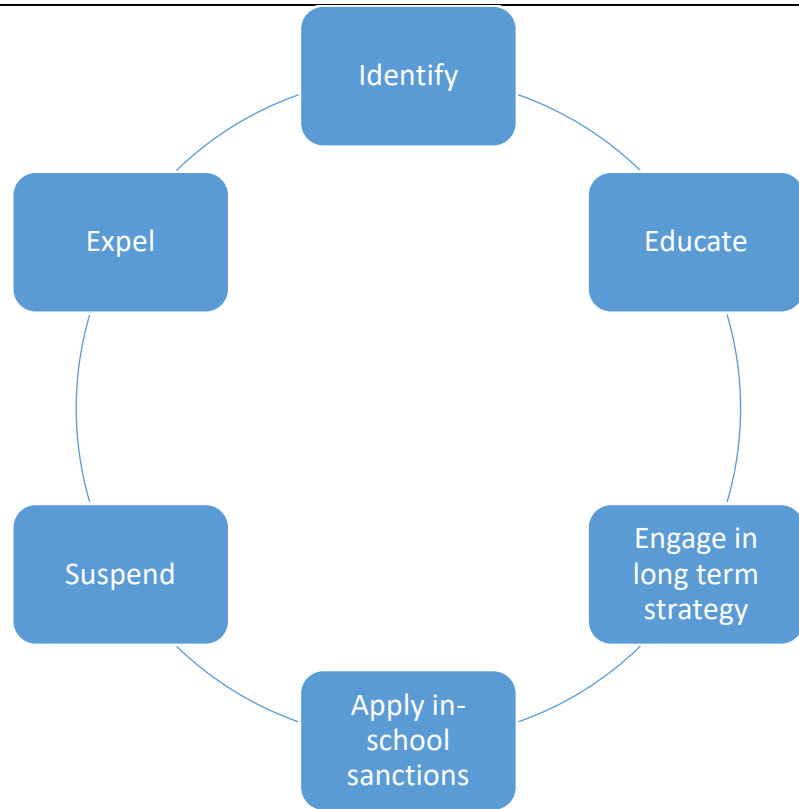 Identify
Educate
Engage in
long term
strategy
Apply in-
school
sanctions
Suspend
Expel